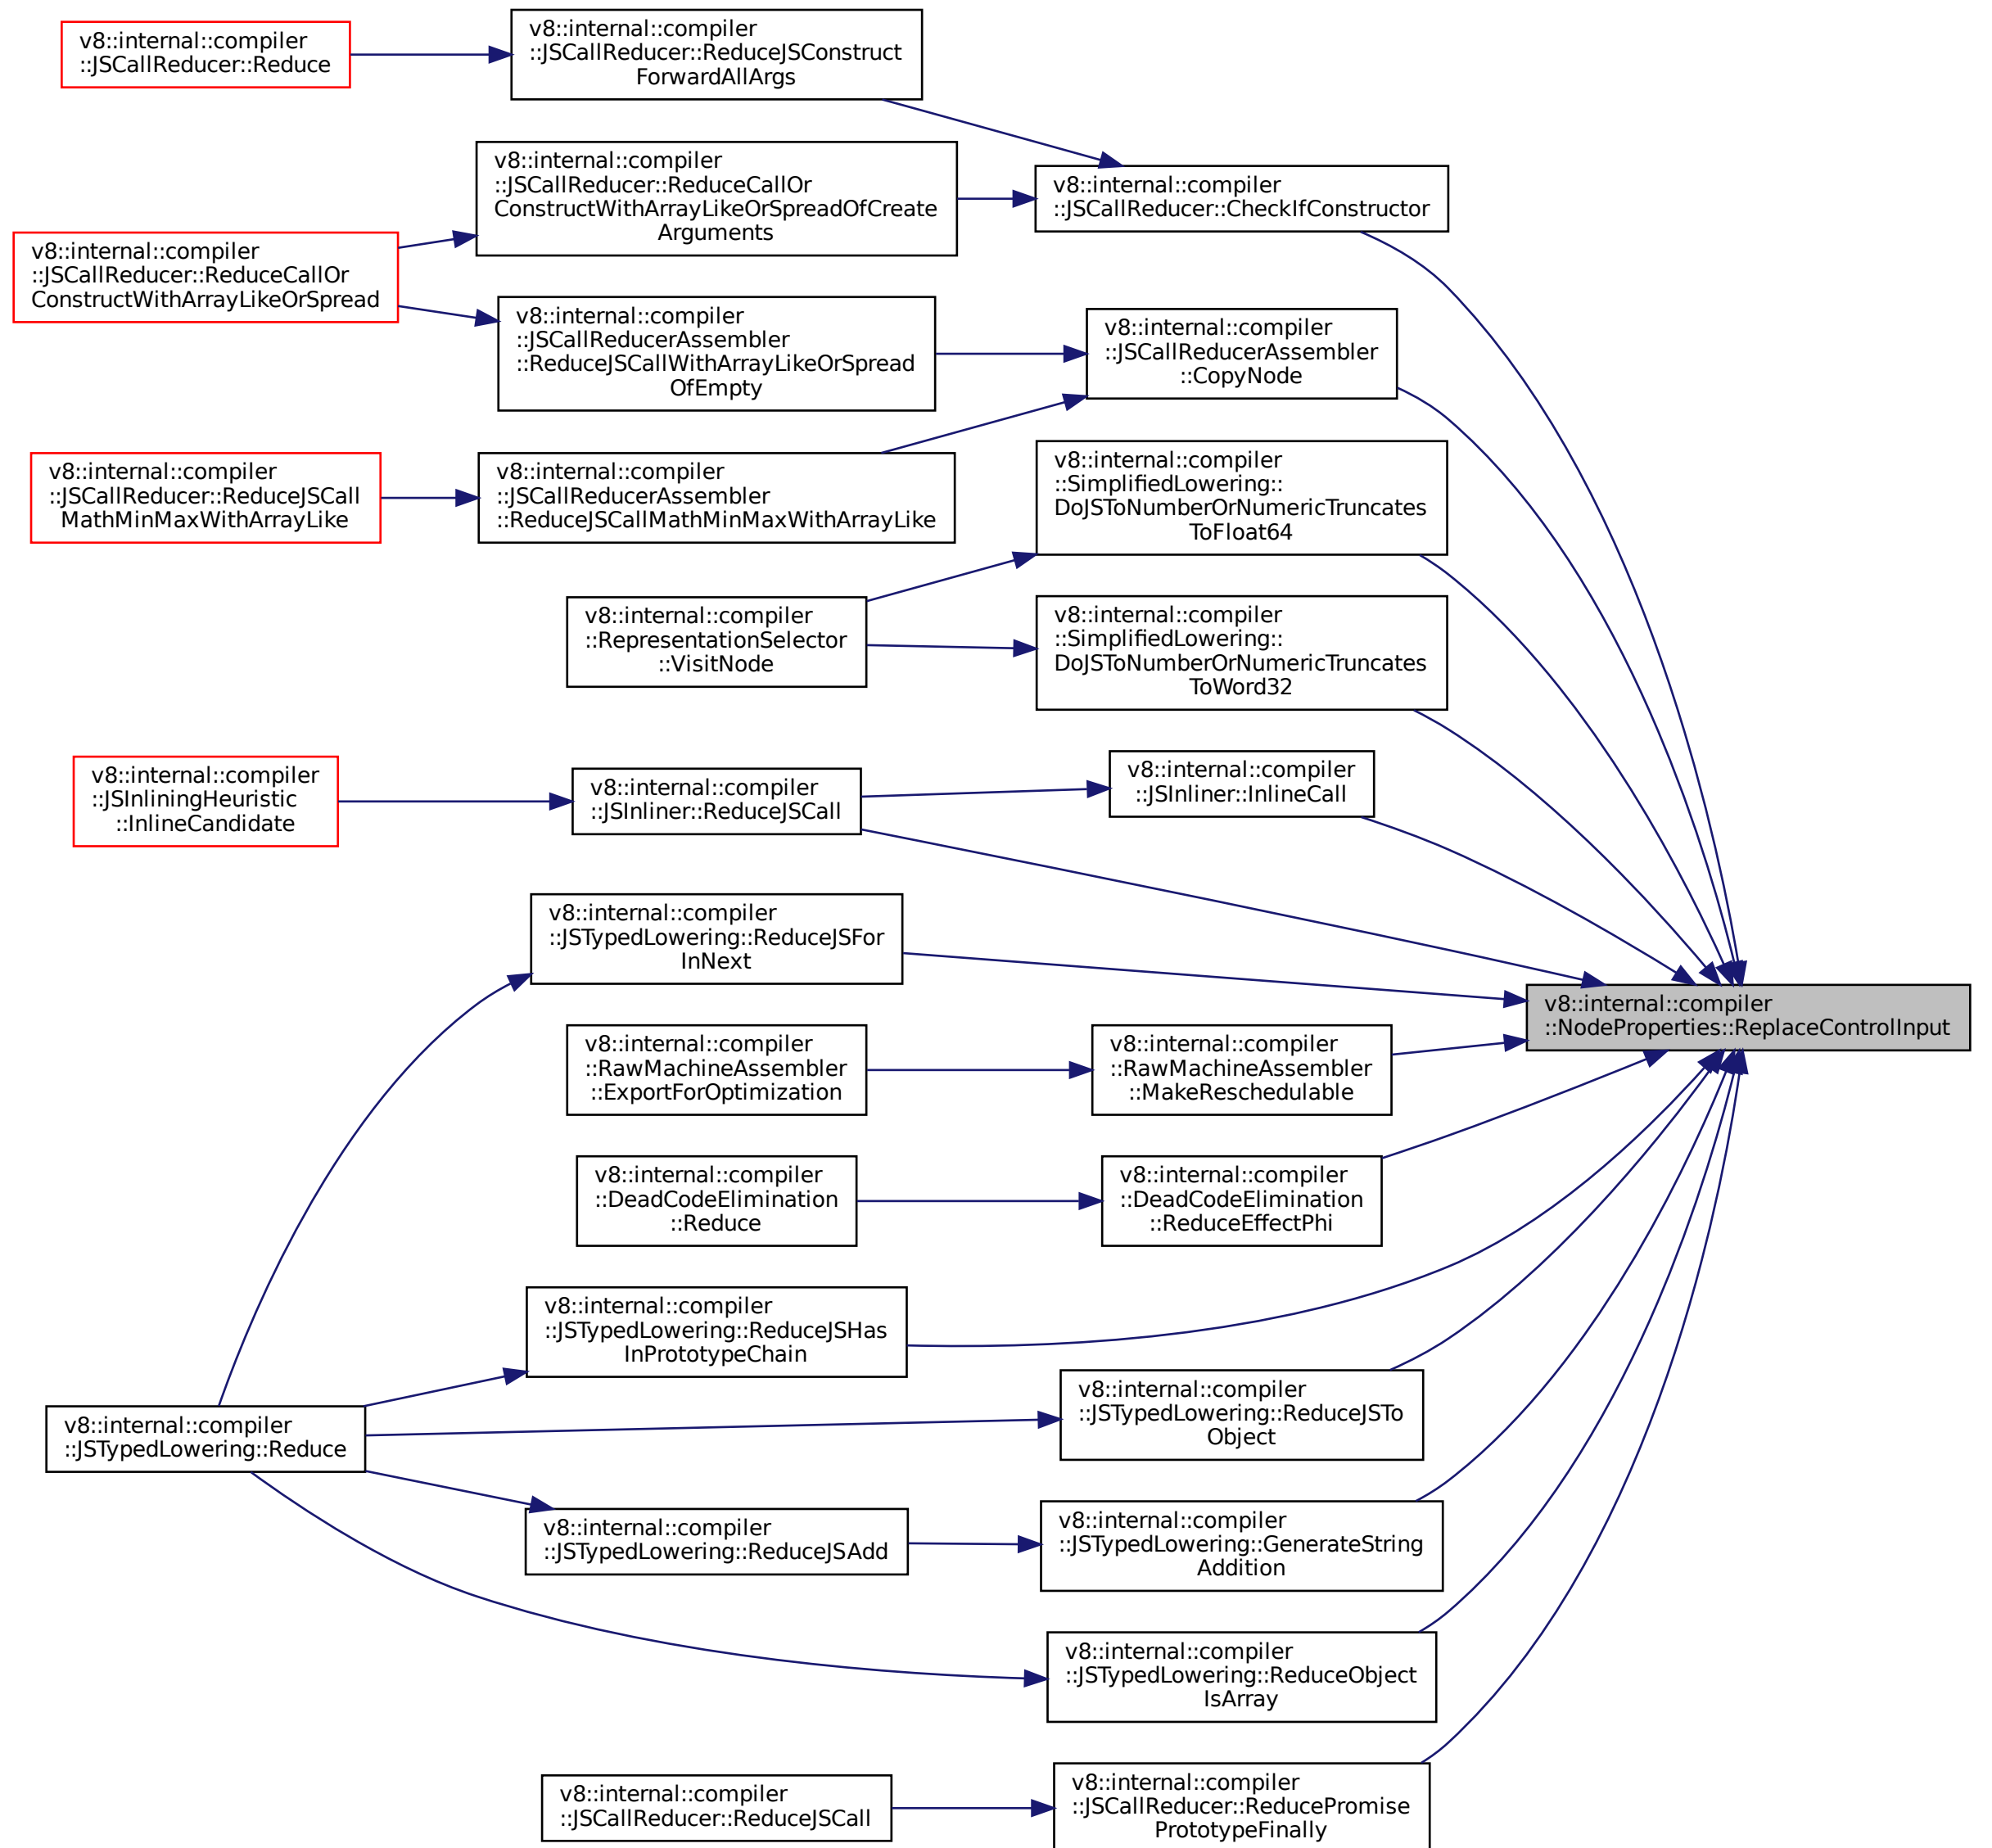 v8::internal::compiler
::JSCallReducer::Reduce
v8::internal::compiler
::JSCallReducer::ReduceJSConstruct
ForwardAllArgs
v8::internal::compiler
::JSCallReducer::ReduceCallOr
ConstructWithArrayLikeOrSpreadOfCreate
Arguments
v8::internal::compiler
::JSCallReducer::CheckIfConstructor
v8::internal::compiler
::JSCallReducer::ReduceCallOr
ConstructWithArrayLikeOrSpread
v8::internal::compiler
::JSCallReducerAssembler
::ReduceJSCallWithArrayLikeOrSpread
OfEmpty
v8::internal::compiler
::JSCallReducerAssembler
::CopyNode
v8::internal::compiler
::JSCallReducer::ReduceJSCall
MathMinMaxWithArrayLike
v8::internal::compiler
::JSCallReducerAssembler
::ReduceJSCallMathMinMaxWithArrayLike
v8::internal::compiler
::SimplifiedLowering::
DoJSToNumberOrNumericTruncates
ToFloat64
v8::internal::compiler
::RepresentationSelector
::VisitNode
v8::internal::compiler
::SimplifiedLowering::
DoJSToNumberOrNumericTruncates
ToWord32
v8::internal::compiler
::JSInliningHeuristic
::InlineCandidate
v8::internal::compiler
::JSInliner::ReduceJSCall
v8::internal::compiler
::JSInliner::InlineCall
v8::internal::compiler
::JSTypedLowering::ReduceJSFor
InNext
v8::internal::compiler
::NodeProperties::ReplaceControlInput
v8::internal::compiler
::RawMachineAssembler
::ExportForOptimization
v8::internal::compiler
::RawMachineAssembler
::MakeReschedulable
v8::internal::compiler
::DeadCodeElimination
::Reduce
v8::internal::compiler
::DeadCodeElimination
::ReduceEffectPhi
v8::internal::compiler
::JSTypedLowering::ReduceJSHas
InPrototypeChain
v8::internal::compiler
::JSTypedLowering::ReduceJSTo
Object
v8::internal::compiler
::JSTypedLowering::Reduce
v8::internal::compiler
::JSTypedLowering::ReduceJSAdd
v8::internal::compiler
::JSTypedLowering::GenerateString
Addition
v8::internal::compiler
::JSTypedLowering::ReduceObject
IsArray
v8::internal::compiler
::JSCallReducer::ReduceJSCall
v8::internal::compiler
::JSCallReducer::ReducePromise
PrototypeFinally